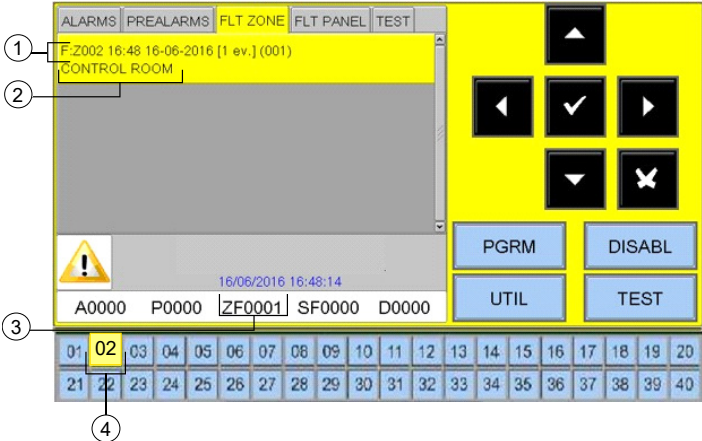 ALARMS PREALARMS FLT ZONE FLT PANEL TEST
1
F:Z002 16:48 16-06-2016 [1 ev.] (001)
CONTROL ROOM
2
PGRM DISABL
16/06/2016 16:48:14
UTIL TEST
A0000 P0000 ZF0001 SF0000 D0000
3
01 02 03 04 05 06 07 08 09 10 11 12 13 14 15 16 17 18 19 20
21 22 23 24 25 26 27 28 29 30 31 32 33 34 35 36 37 38 39 40
4